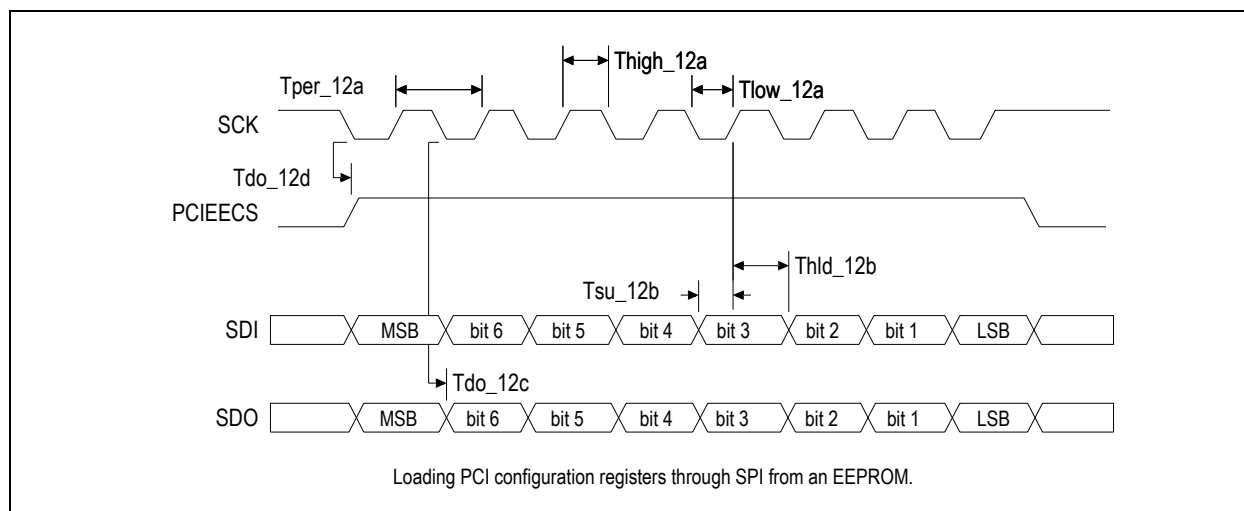 Thigh_12a
Tper_12a
Tlow_12a
SCK
Tdo_12d
PCIEECS
Thld_12b
Tsu_12b
SDI MSB bit 6 bit 5 bit 4 bit 3 bit 2 bit 1 LSB
Tdo_12c
SDO MSB bit 6 bit 5 bit 4 bit 3 bit 2 bit 1 LSB
Loading PCI configuration registers through SPI from an EEPROM.